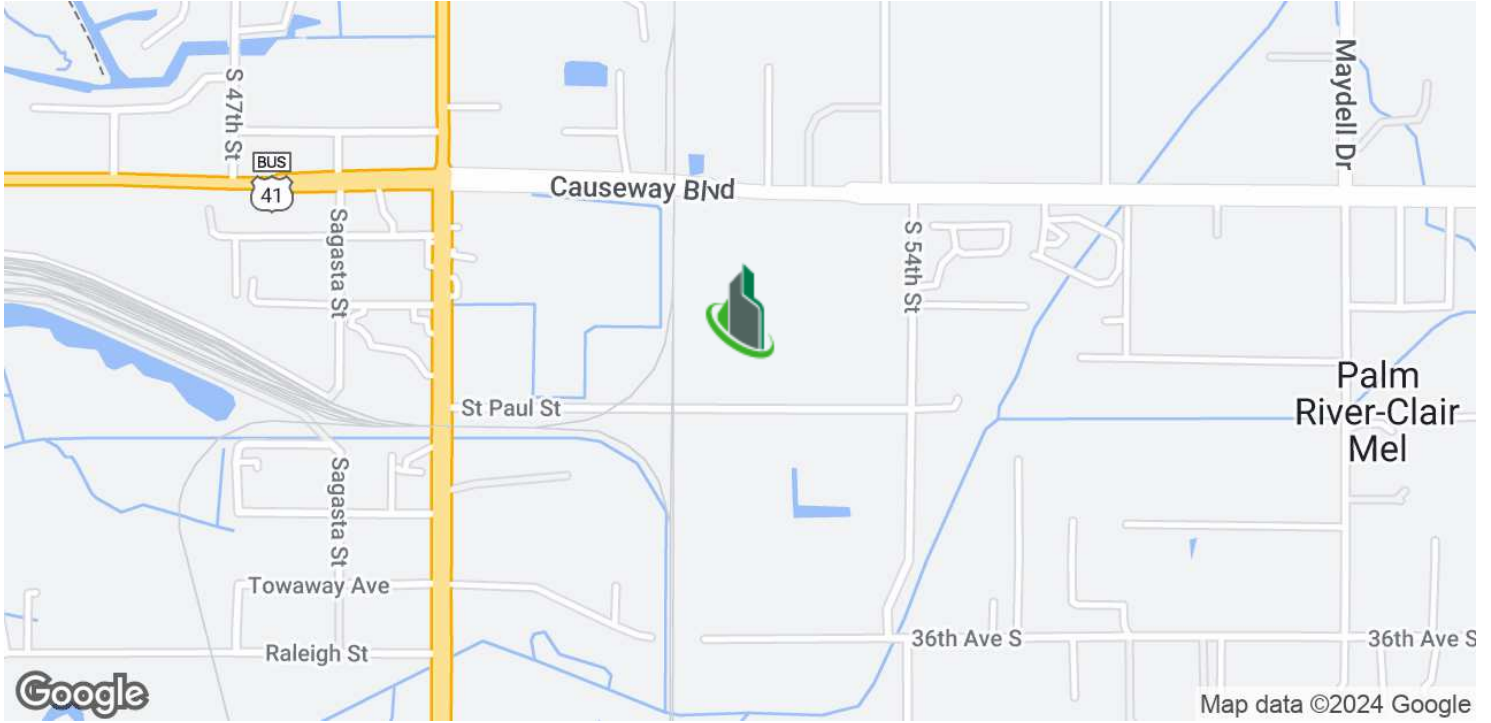 S 47th St
Maydell Dr
BUS
41
Causeway Blvd
Sagasta St
S 54th St
St Paul St
Palm
River-Clair
Mel
Sagasta St
Towaway Ave
36th Ave S
36th Ave S
Raleigh St
Google
Map data ©2024 Google